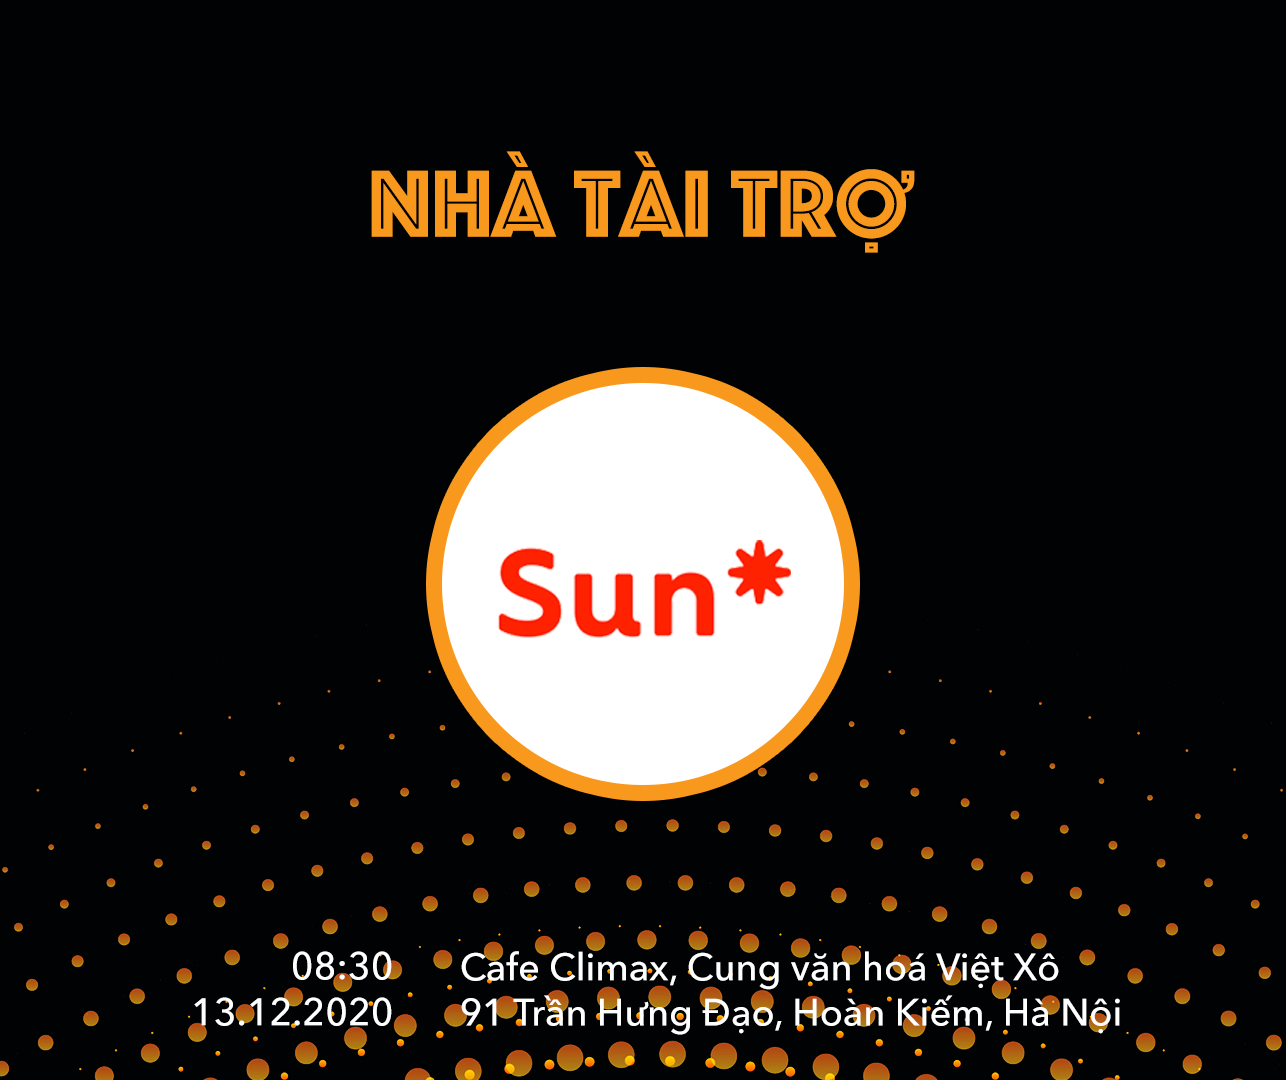 NHÀ TÀI TRỢ
Sun*
08:30
13.12.2020
Cafe Climax, Cung văn hoá Việt Xô
91 Trần Hưng Đạo, Hoàn Kiếm, Hà Nội